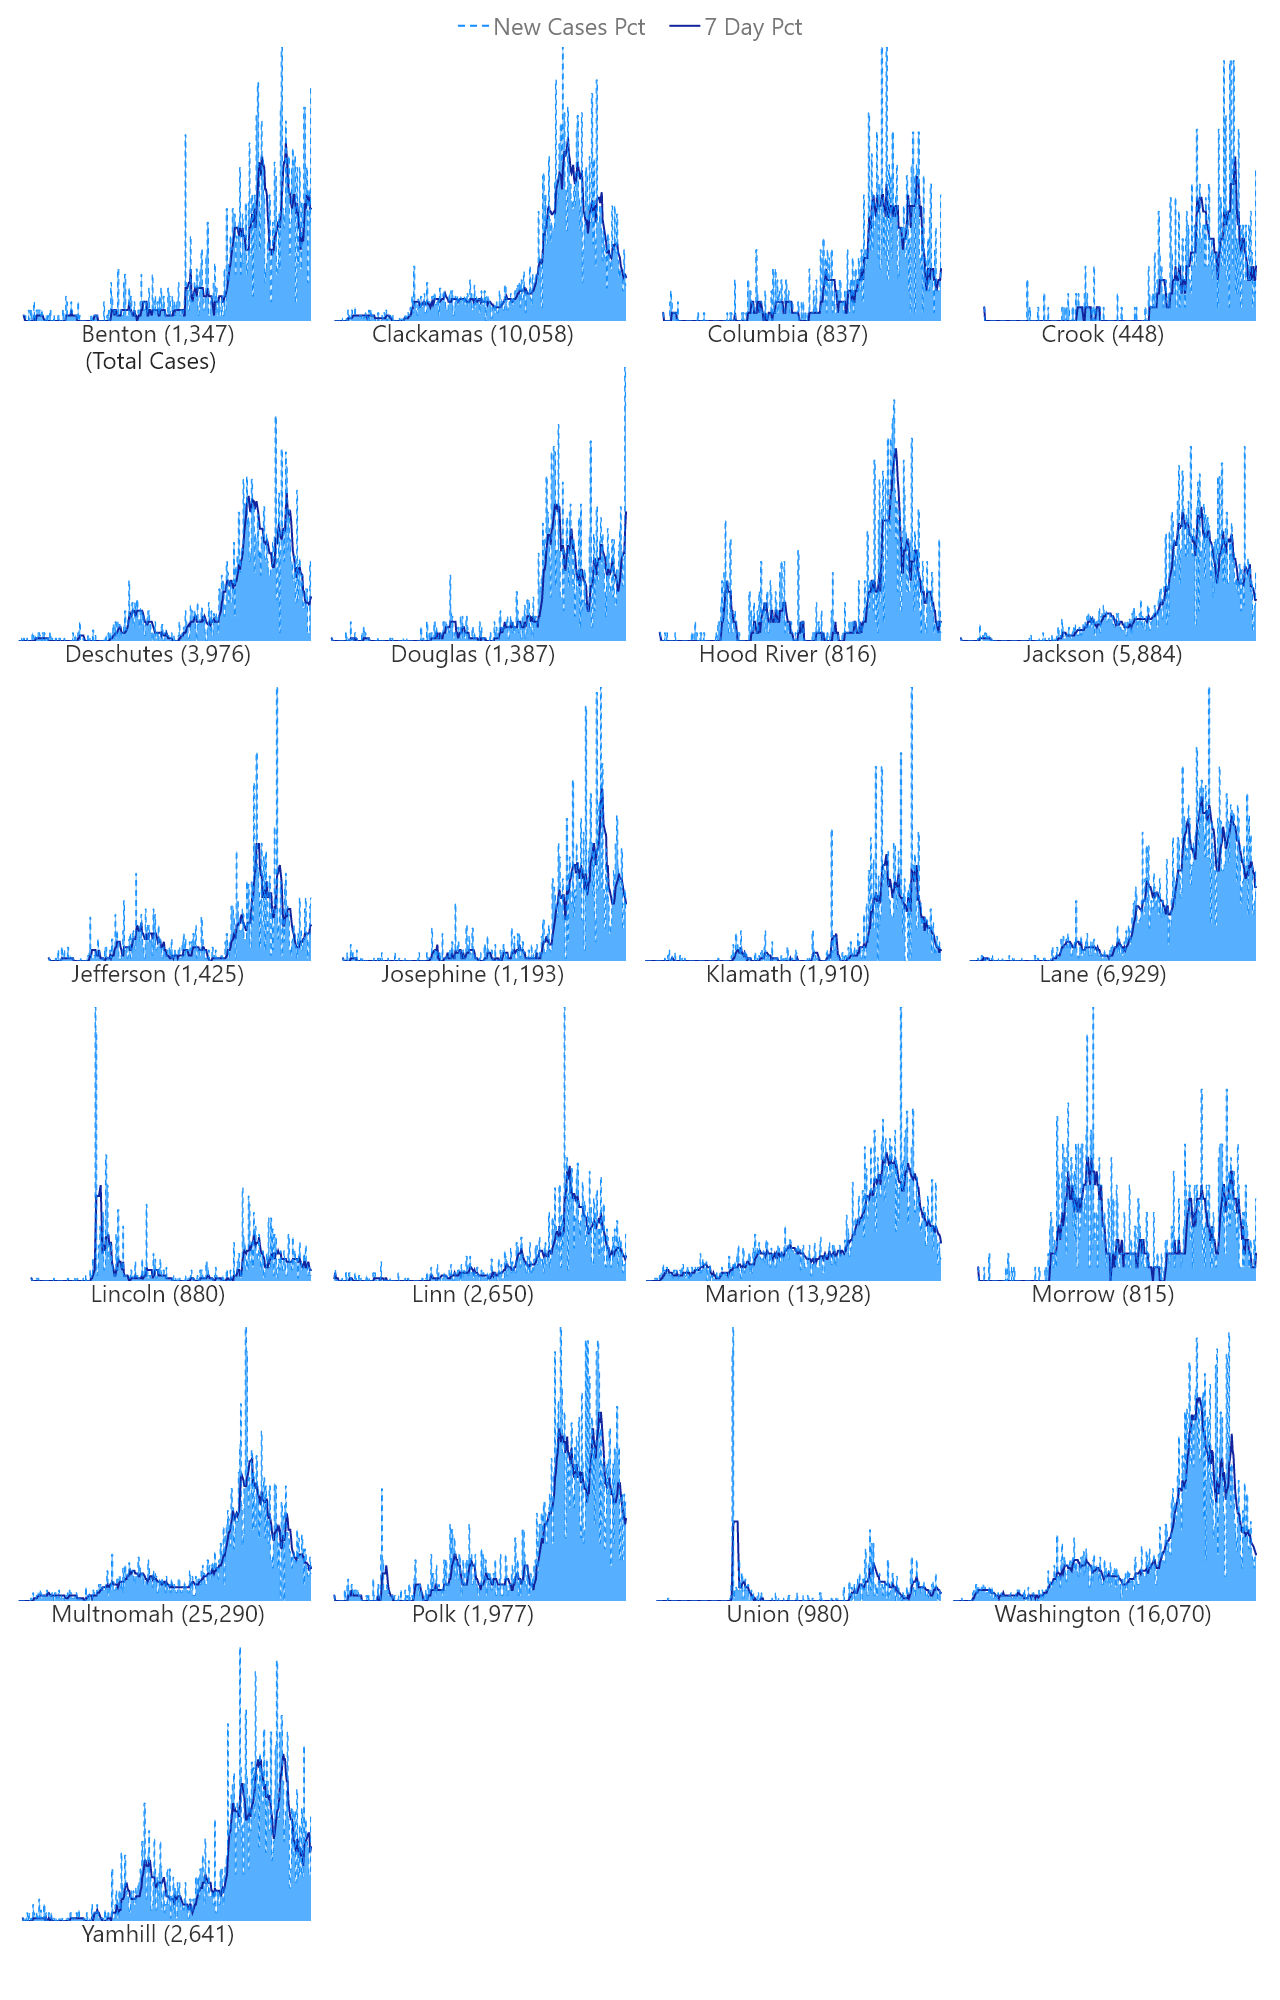 New Cases Pct 7 Day Pct
Benton (1,347) Clackamas (10,058) Columbia (837) Crook (448)
(Total Cases)
Deschutes (3,976) Douglas (1,387) Hood River (816) Jackson (5,884)
Jefferson (1,425) Josephine (1,193) Klamath (1,910) Lane (6,929)
Lincoln (880) Linn (2,650) Marion (13,928) Morrow (815)
Multnomah (25,290) Polk (1,977) Union (980) Washington (16,070)
Yamhill (2,641)